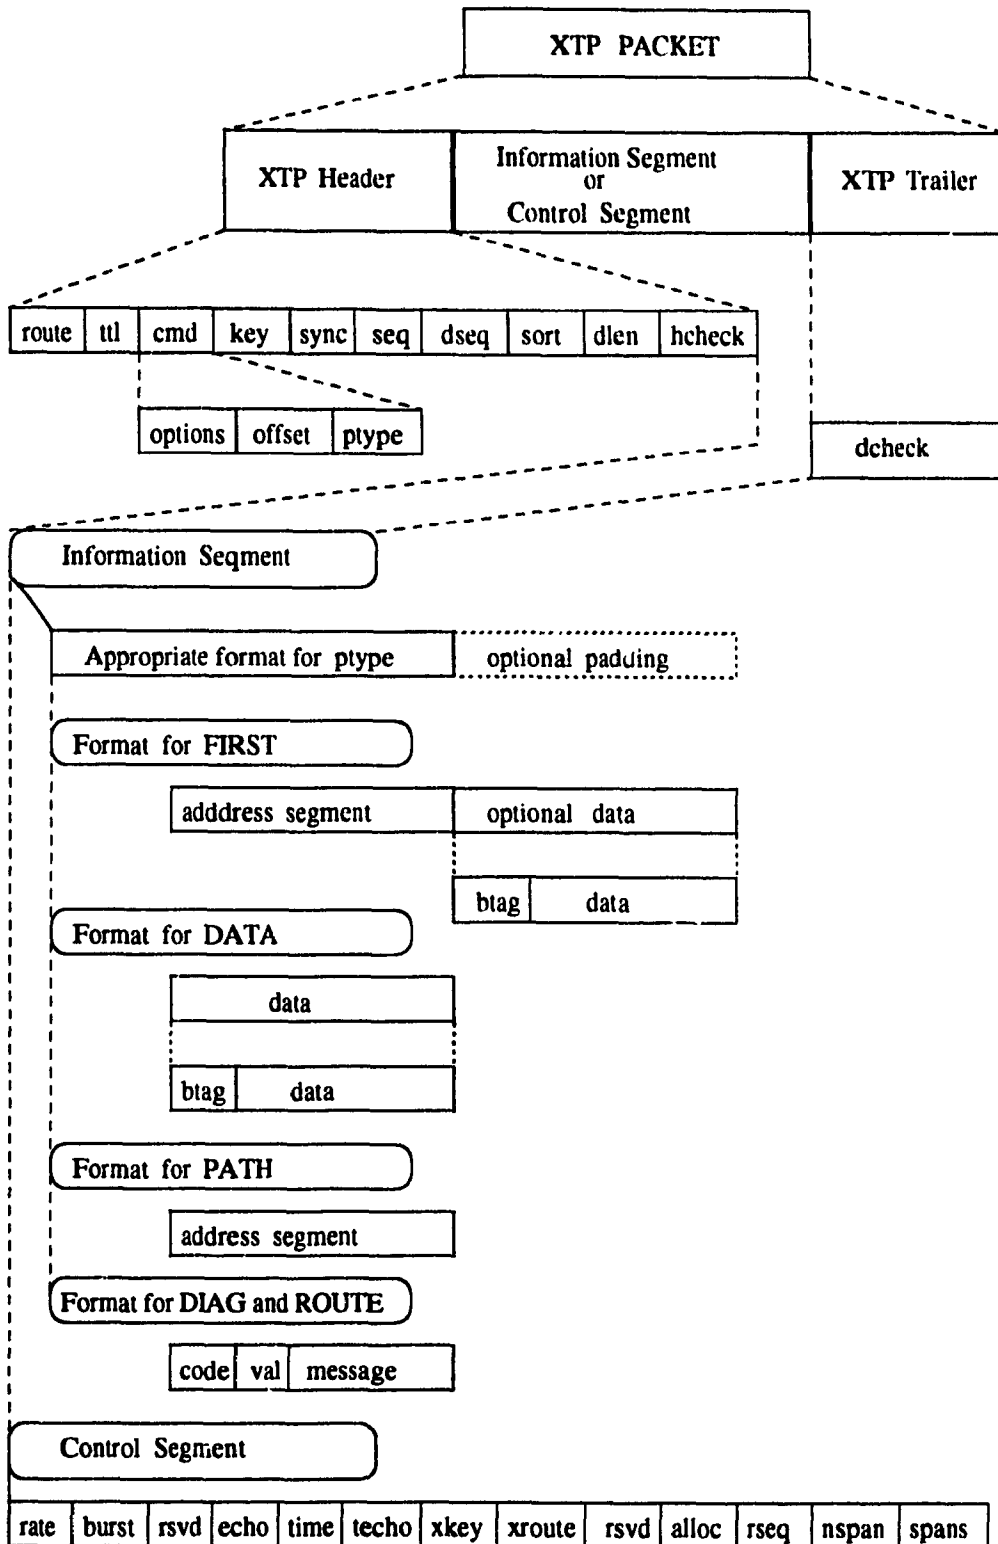 XTP PACKET
XTP Header
Information Segment
or
Control Segment
XTP Trailer
route ttl cmd key sync seq dseq sort dlen hcheck
options offset ptype
dcheck
Information Seqment
Appropriate format for ptype optional padding
Format for FIRST
adddress segment optional data
btag data
Format for DATA
data
btag data
Format for PATH
address segment
Format for DIAG and ROUTE
code val message
Control Segment
rate burst rsvd echo time techo xkey xroute rsvd alloc rseq nspan spans